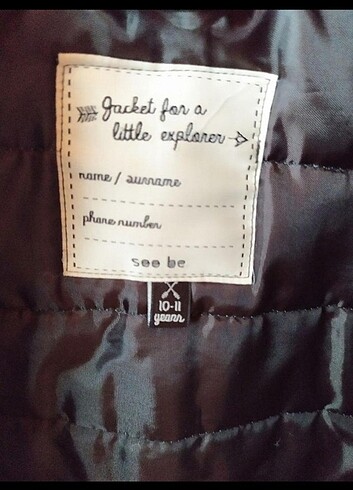 Jacket for a
little explorer
name / surname
phone number
see be
10-11
years